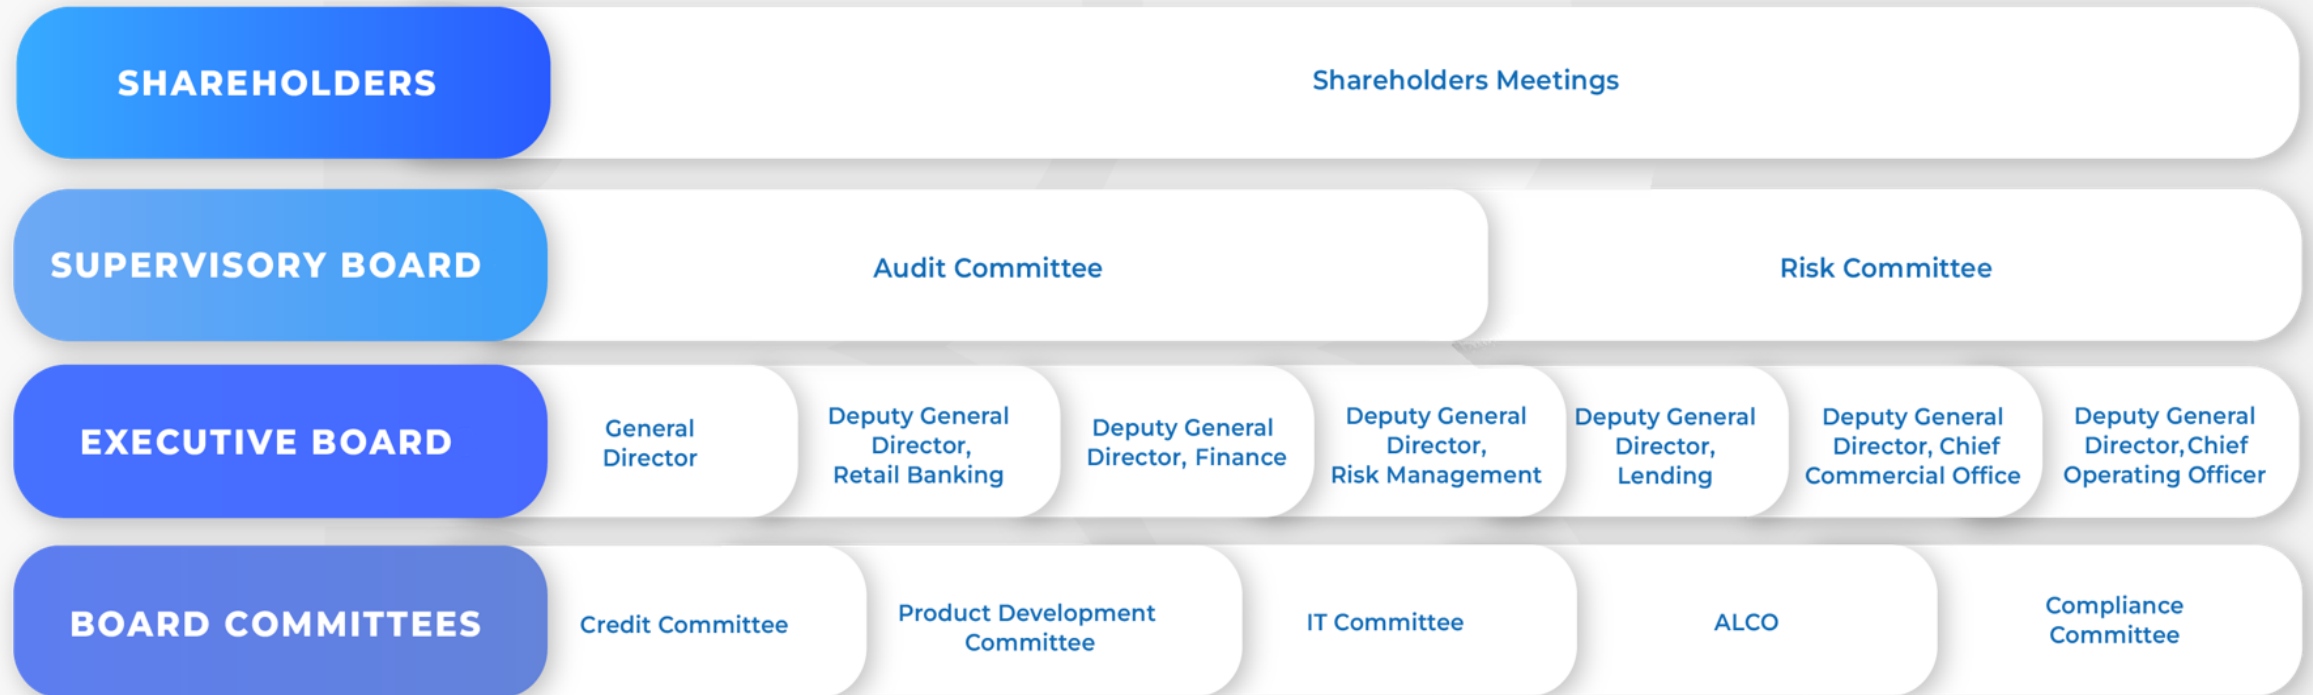 SHAREHOLDERS
Shareholders Meetings
SUPERVISORY BOARD
Audit Committee
Risk Committee
EXECUTIVE BOARD
General
Director
Deputy General
Director,
Retail Banking
Deputy General
Director, Finance
Deputy General
Director,
Risk Management
Deputy General
Director,
Lending
Deputy General
Director, Chief
Commercial Office
Deputy General
Director, Chief
Operating Officer
BOARD COMMITTEES
Credit Committee
Product Development
Committee
IT Committee
ALCO
Compliance
Committee